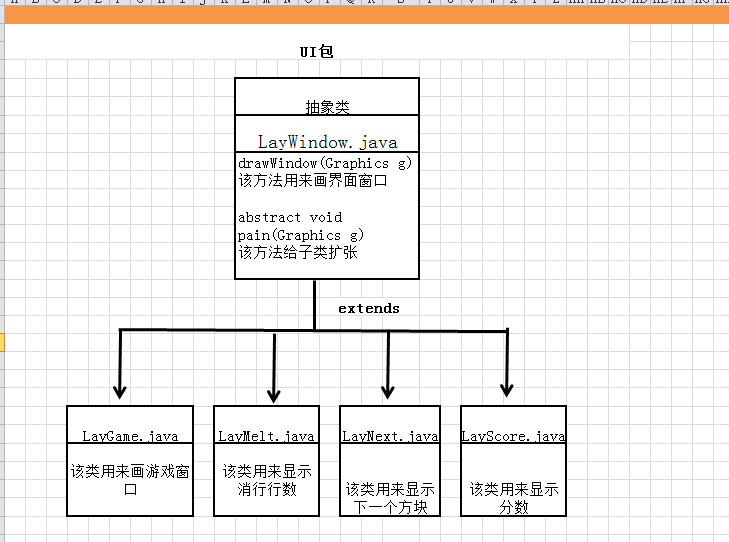 UI包
抽象类
LayWindow.java
drawWindow(Graphics g)
该方法用来画界面窗口
abstract void
pain(Graphics g)
该方法给子类扩张
extends
LayGame.java
该类用来画游戏窗
口
LayMelt.java
该类用来显示
消行行数
LayNext.java
该类用来显示
下一个方块
LayScore.java
该类用来显示
分数